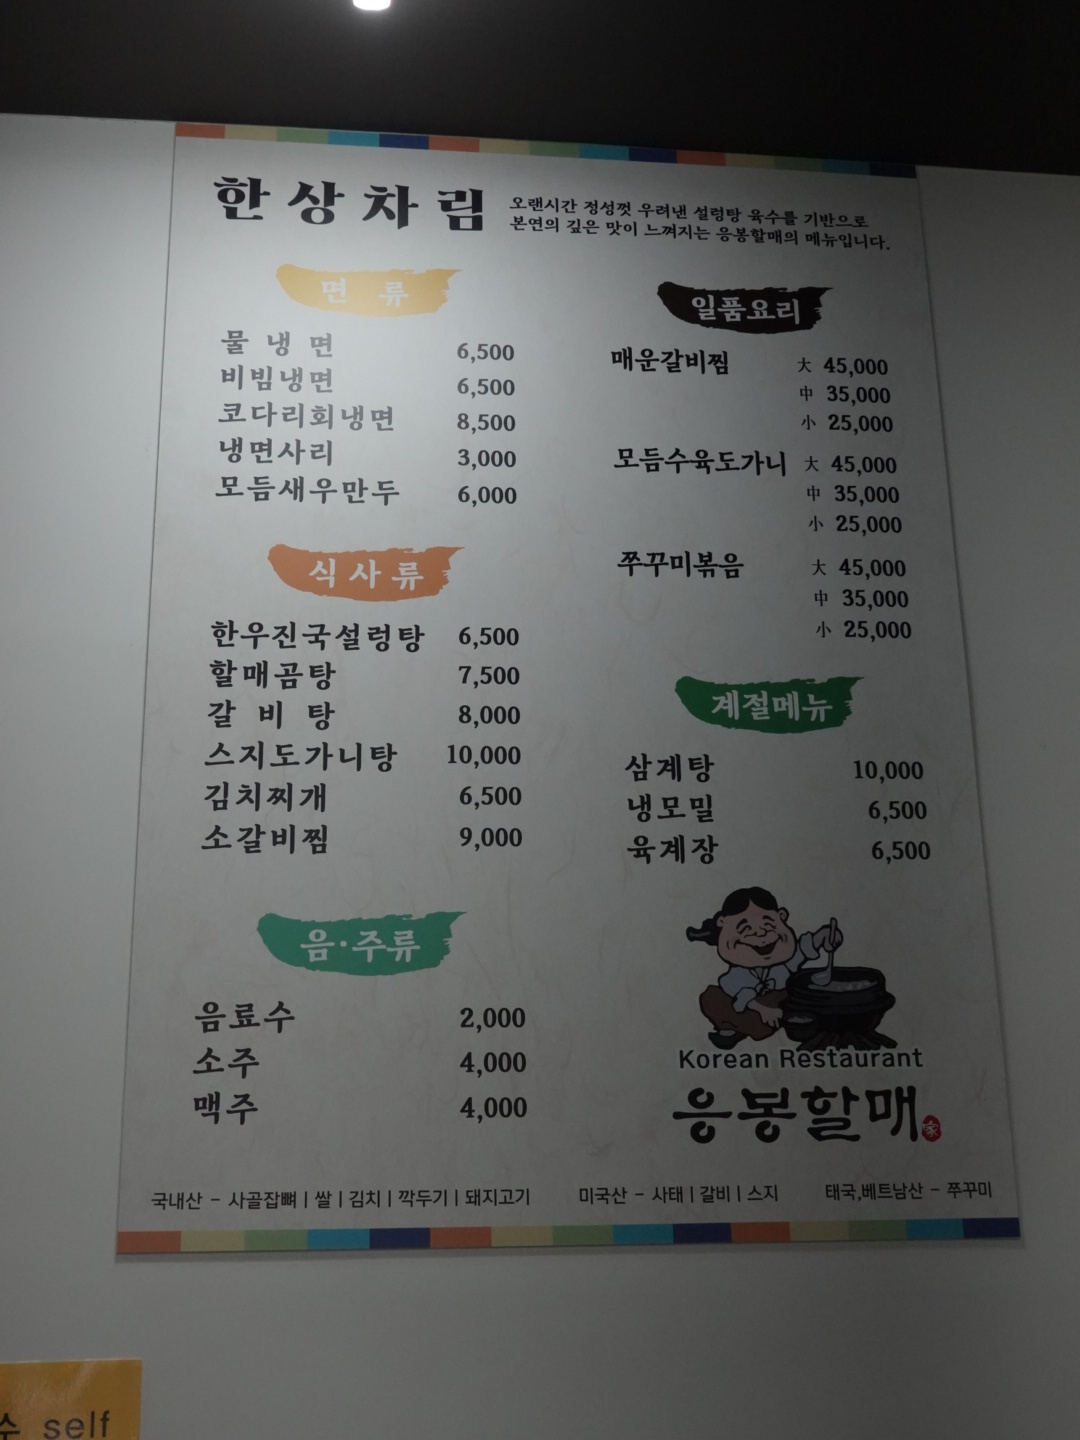 한상차림
오랜시간 정성껏 우려낸 설렁탕 육수를 기반으로
본연의 깊은 맛이 느껴지는 응봉할매의 메뉴입니다.
면 류
물 냉 면 6,500
비빔냉면 6,500
코다리회냉면 8,500
냉면사리 3,000
모듬새우만두 6,000
식사류
한우진국설렁탕 6,500
할매곰탕 7,500
갈 비 탕 8,000
스지도가니탕 10,000
김치찌개 6,500
소갈비찜 9,000
음·주류
음료수 2,000
소주 4,000
맥주 4,000
일품요리
매운갈비찜 大 45,000
中 35,000
小 25,000
모듬수육도가니 大 45,000
中 35,000
小 25,000
쭈꾸미볶음 大 45,000
中 35,000
小 25,000
계절메뉴
삼계탕 10,000
냉모밀 6,500
육계장 6,500
Korean Restaurant
응봉할매 家
국내산 - 사골잡뼈 | 쌀 | 김치 | 깍두기 | 돼지고기 미국산 - 사태 | 갈비 | 스지 태국,베트남산 - 쭈꾸미
수 self